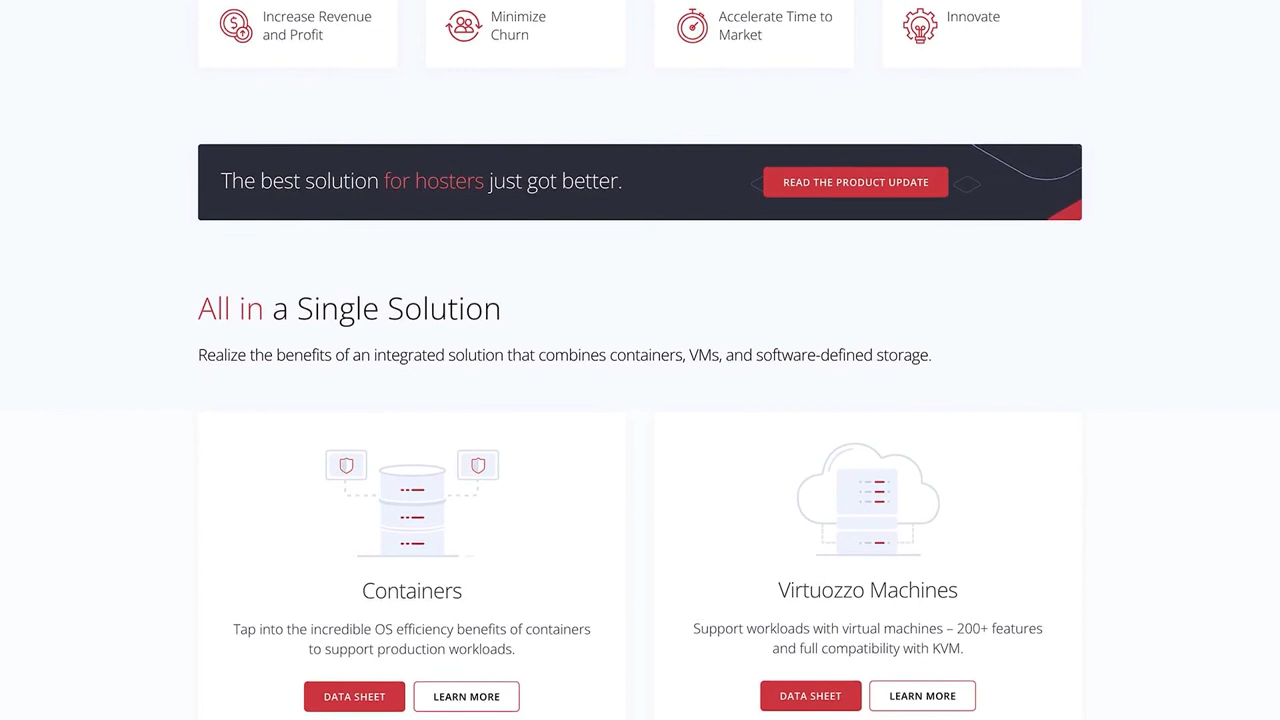 Increase Revenue
and Profit
Minimize
Churn
Accelerate Time to
Market
Innovate
The best solution for hosters just got better.
READ THE PRODUCT UPDATE
All in a Single Solution
Realize the benefits of an integrated solution that combines containers, VMs, and software-defined storage.
Containers
Tap into the incredible OS efficiency benefits of containers
to support production workloads.
DATA SHEET
LEARN MORE
Virtuozzo Machines
Support workloads with virtual machines – 200+ features
and full compatibility with KVM.
DATA SHEET
LEARN MORE